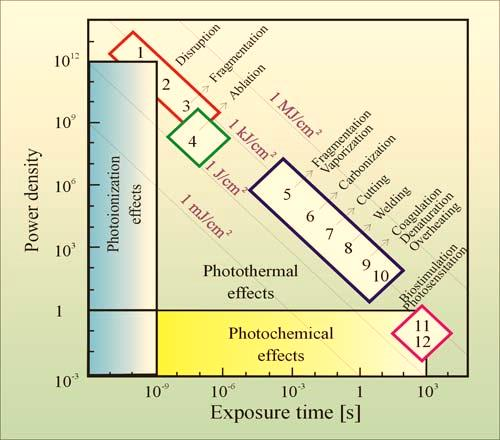 Power density
10¹²
10⁹
10⁶
10³
1
10⁻³
10⁻⁹
10⁻⁶
10⁻³
1
10³
Exposure time [s]
Photoionization
effects
1
2
3
4
Disruption
Fragmentation
Ablation
1 MJ/cm²
1 kJ/cm²
1 J/cm²
1 mJ/cm²
5
6
7
8
9
10
Fragmentation
Vaporization
Carbonization
Cutting
Welding
Coagulation
Denaturation
Overheating
Photothermal
effects
Biostimulation
Photosensitation
11
12
Photochemical
effects